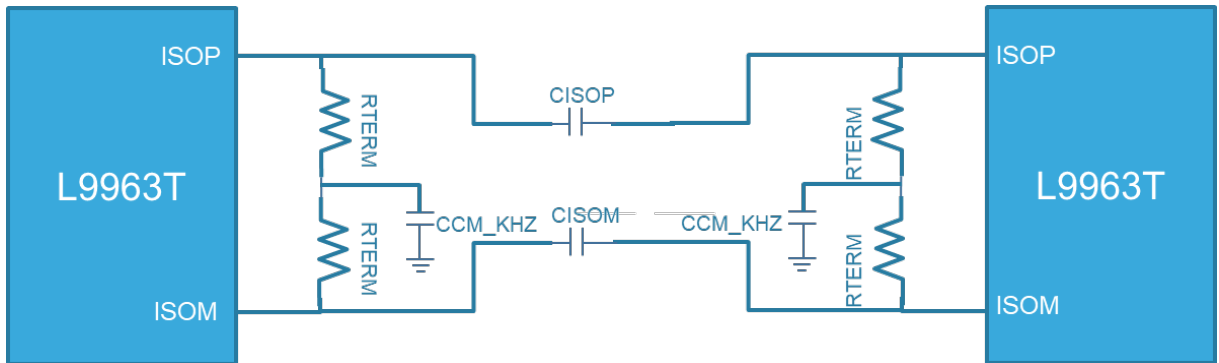 ISOP
RTERM
L9963T
RTERM
CCM_KHZ
ISOM
CISOP
CISOM
ISOP
RTERM
L9963T
CCM_KHZ
RTERM
ISOM